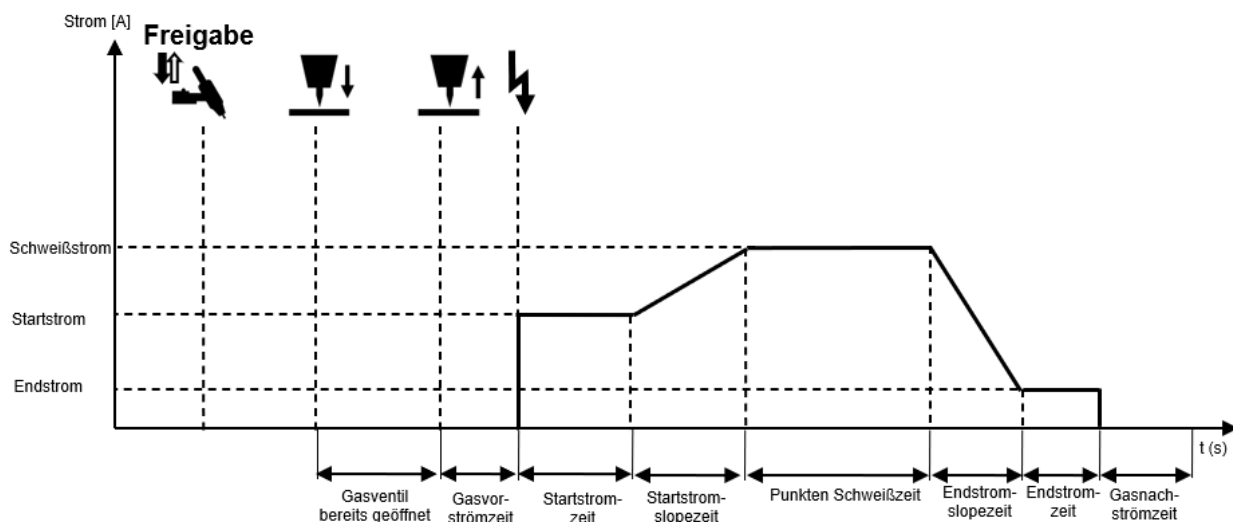 Strom [A]
Freigabe
Schweißstrom
Startstrom
Endstrom
t (s)
Gasventil
bereits geöffnet
Gasvor-
strömzeit
Startstrom-
zeit
Startstrom-
slopezeit
Punkten Schweißzeit
Endstrom-
slopezeit
Endstrom-
zeit
Gasnach-
strömzeit